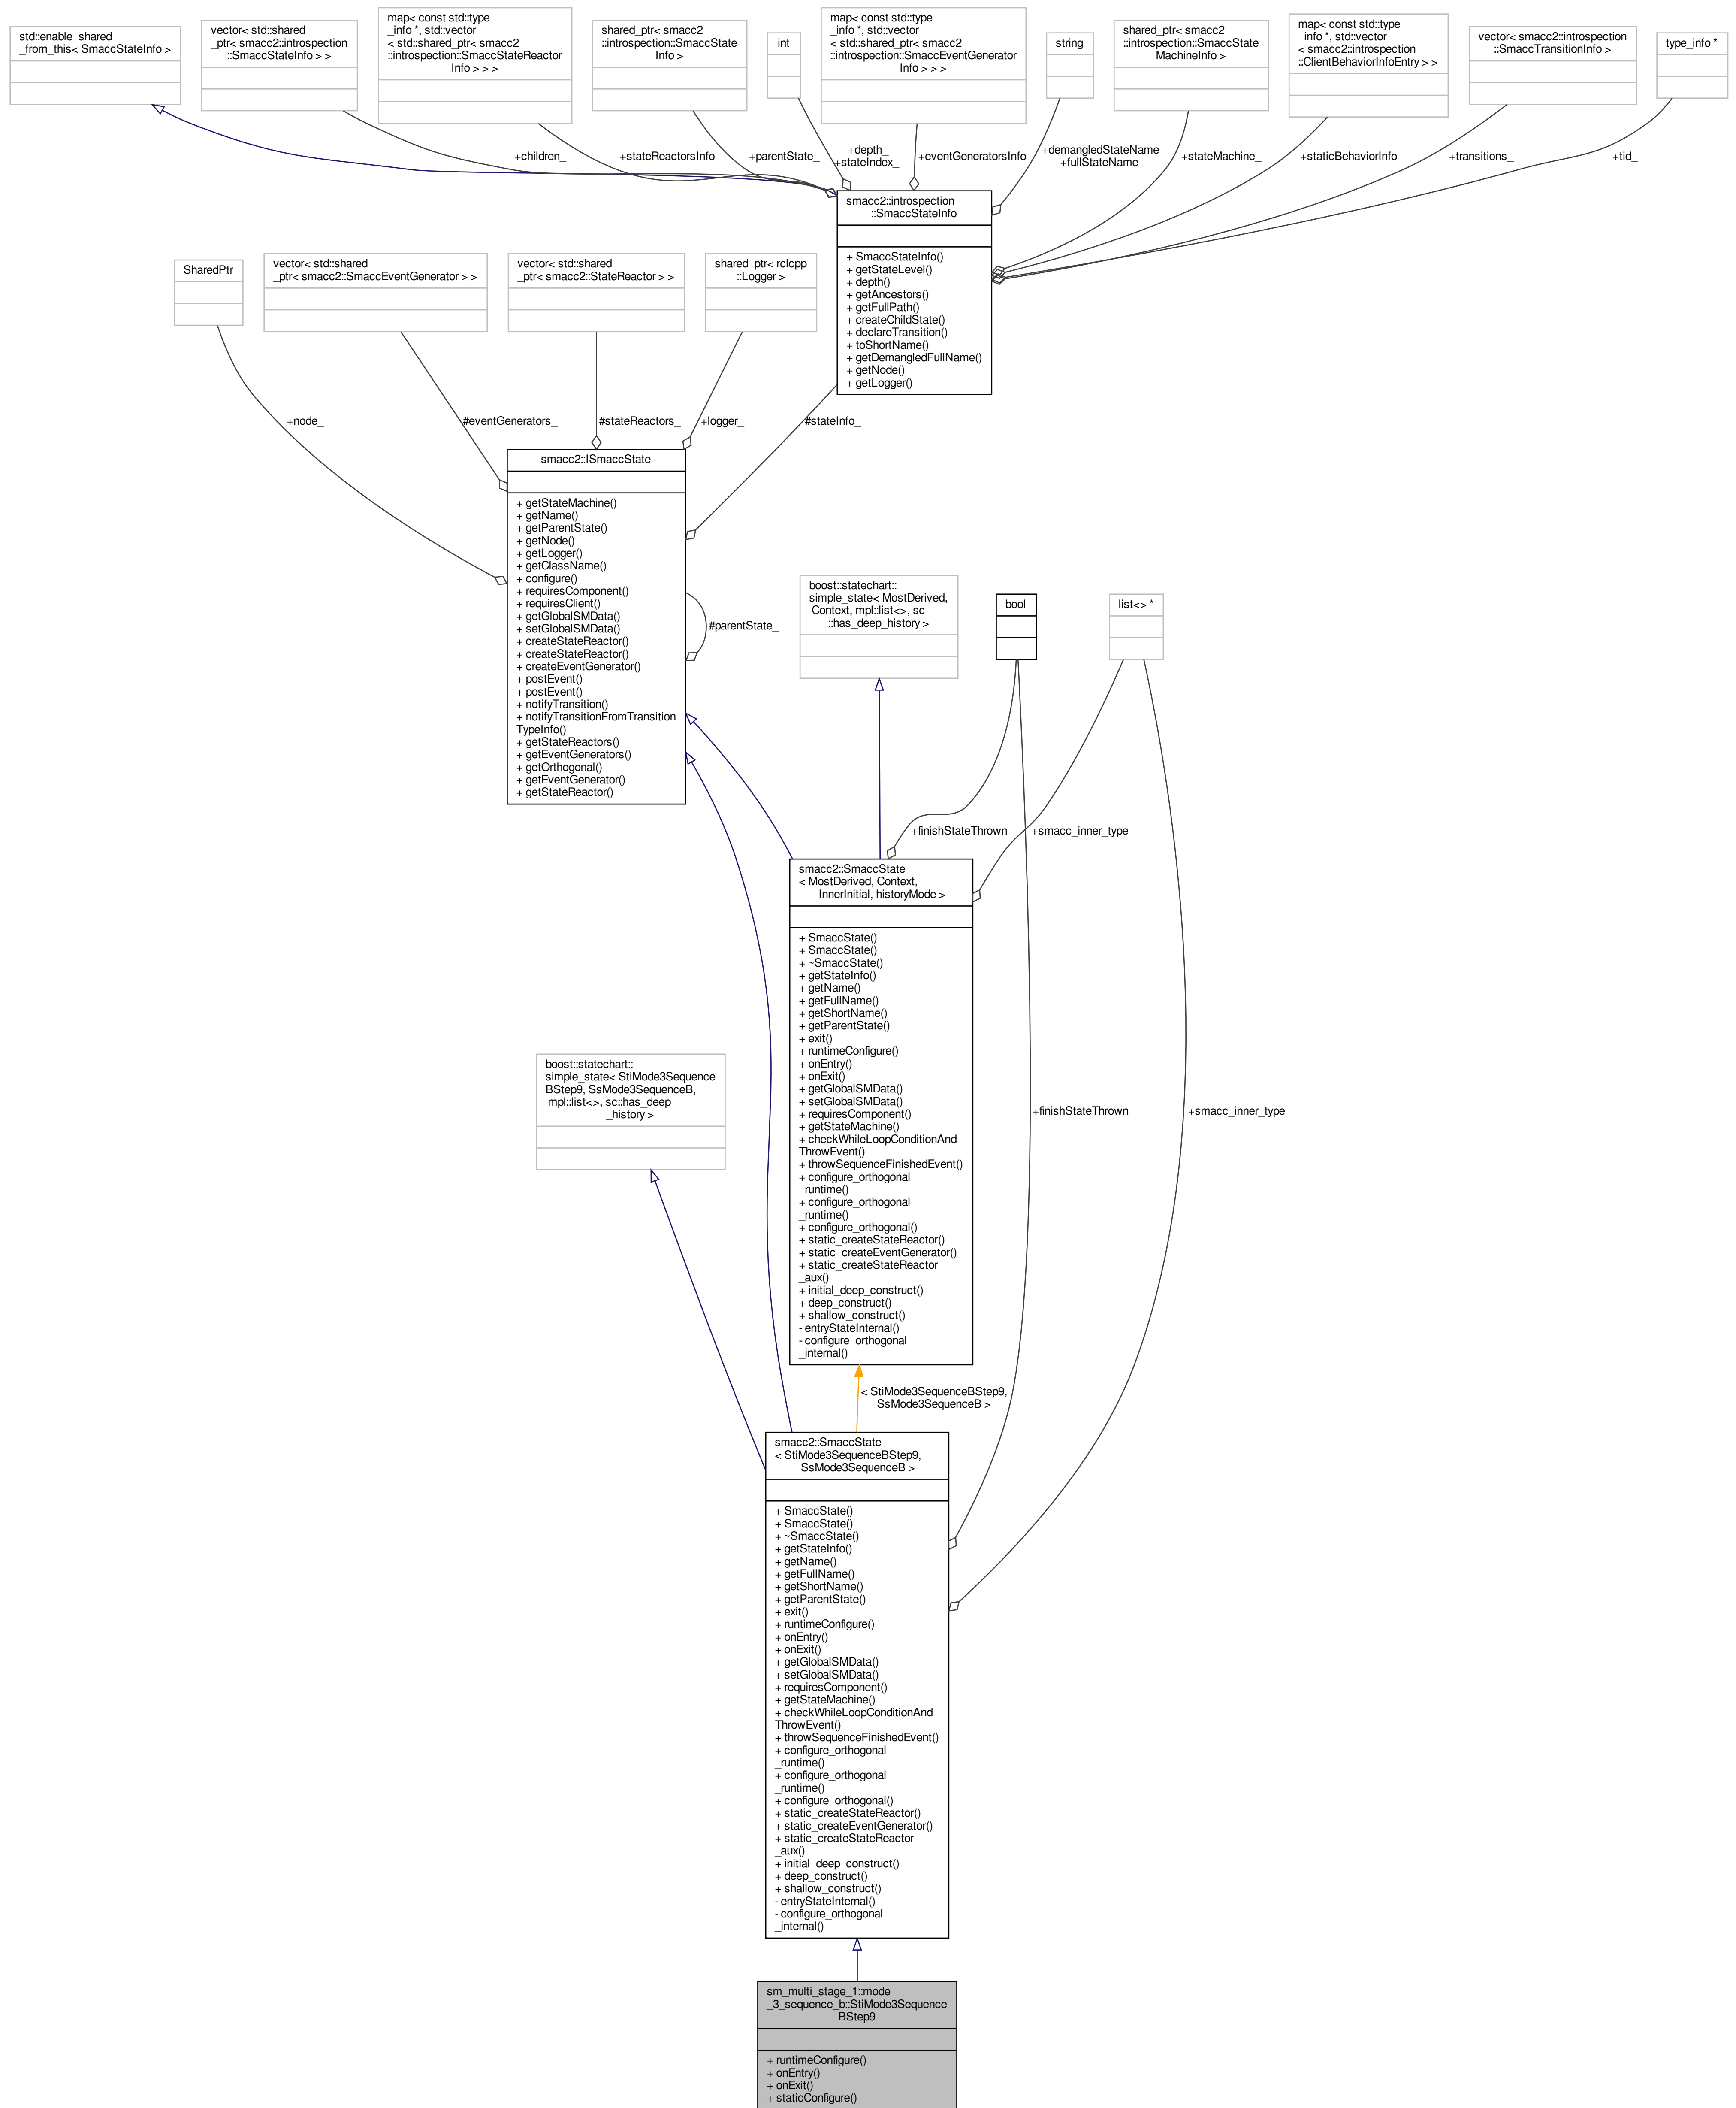 std::enable_shared
_from_this< SmaccStateInfo >
vector< std::shared
_ptr< smacc2::introspection
::SmaccStateInfo > >
map< const std::type
_info *, std::vector
< std::shared_ptr< smacc2
::introspection::SmaccStateReactor
Info > > >
shared_ptr< smacc2
::introspection::SmaccState
Info >
int
map< const std::type
_info *, std::vector
< std::shared_ptr< smacc2
::introspection::SmaccEventGenerator
Info > > >
string
shared_ptr< smacc2
::introspection::SmaccState
MachineInfo >
map< const std::type
_info *, std::vector
< smacc2::introspection
::ClientBehaviorInfoEntry > >
vector< smacc2::introspection
::SmaccTransitionInfo >
type_info *
+children_
+stateReactorsInfo
+parentState_
+depth_
+stateIndex_
+eventGeneratorsInfo
+demangledStateName
+fullStateName
+stateMachine_
+staticBehaviorInfo
+transitions_
+tid_
smacc2::introspection
::SmaccStateInfo
+ SmaccStateInfo()
+ getStateLevel()
+ depth()
+ getAncestors()
+ getFullPath()
+ createChildState()
+ declareTransition()
+ toShortName()
+ getDemangledFullName()
+ getNode()
+ getLogger()
SharedPtr
vector< std::shared
_ptr< smacc2::SmaccEventGenerator > >
vector< std::shared
_ptr< smacc2::StateReactor > >
shared_ptr< rclcpp
::Logger >
+node_
#eventGenerators_
#stateReactors_
+logger_
#stateInfo_
smacc2::ISmaccState
+ getStateMachine()
+ getName()
+ getParentState()
+ getNode()
+ getLogger()
+ getClassName()
+ configure()
+ requiresComponent()
+ requiresClient()
+ getGlobalSMData()
+ setGlobalSMData()
+ createStateReactor()
+ createStateReactor()
+ createEventGenerator()
+ postEvent()
+ postEvent()
+ notifyTransition()
+ notifyTransitionFromTransition
TypeInfo()
+ getStateReactors()
+ getEventGenerators()
+ getOrthogonal()
+ getEventGenerator()
+ getStateReactor()
#parentState_
boost::statechart::
simple_state< MostDerived,
Context, mpl::list<>, sc
::has_deep_history >
bool
list<> *
+finishStateThrown
+smacc_inner_type
smacc2::SmaccState
< MostDerived, Context,
InnerInitial, historyMode >
+ SmaccState()
+ SmaccState()
+ ~SmaccState()
+ getStateInfo()
+ getName()
+ getFullName()
+ getShortName()
+ getParentState()
+ exit()
+ runtimeConfigure()
+ onEntry()
+ onExit()
+ getGlobalSMData()
+ setGlobalSMData()
+ requiresComponent()
+ getStateMachine()
+ checkWhileLoopConditionAnd
ThrowEvent()
+ throwSequenceFinishedEvent()
+ configure_orthogonal
_runtime()
+ configure_orthogonal
_runtime()
+ configure_orthogonal()
+ static_createStateReactor()
+ static_createEventGenerator()
+ static_createStateReactor
_aux()
+ initial_deep_construct()
+ deep_construct()
+ shallow_construct()
- entryStateInternal()
- configure_orthogonal
_internal()
boost::statechart::
simple_state< StiMode3Sequence
BStep9, SsMode3SequenceB,
mpl::list<>, sc::has_deep
_history >
+finishStateThrown
+smacc_inner_type
< StiMode3SequenceBStep9,
SsMode3SequenceB >
smacc2::SmaccState
< StiMode3SequenceBStep9,
SsMode3SequenceB >
+ SmaccState()
+ SmaccState()
+ ~SmaccState()
+ getStateInfo()
+ getName()
+ getFullName()
+ getShortName()
+ getParentState()
+ exit()
+ runtimeConfigure()
+ onEntry()
+ onExit()
+ getGlobalSMData()
+ setGlobalSMData()
+ requiresComponent()
+ getStateMachine()
+ checkWhileLoopConditionAnd
ThrowEvent()
+ throwSequenceFinishedEvent()
+ configure_orthogonal
_runtime()
+ configure_orthogonal
_runtime()
+ configure_orthogonal()
+ static_createStateReactor()
+ static_createEventGenerator()
+ static_createStateReactor
_aux()
+ initial_deep_construct()
+ deep_construct()
+ shallow_construct()
- entryStateInternal()
- configure_orthogonal
_internal()
sm_multi_stage_1::mode
_3_sequence_b::StiMode3Sequence
BStep9
+ runtimeConfigure()
+ onEntry()
+ onExit()
+ staticConfigure()